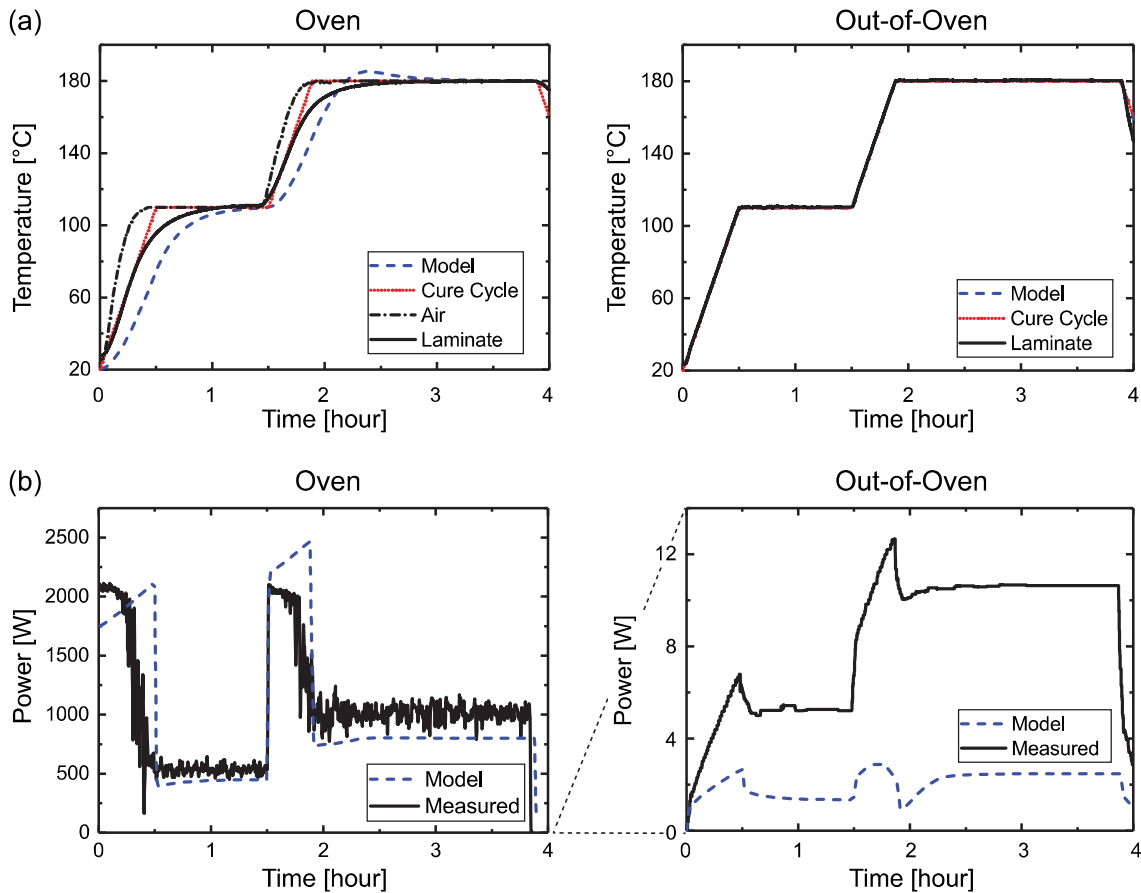 (a)
Oven
Out-of-Oven
Temperature [°C]
180
140
100
60
20
Model
Cure Cycle
Air
Laminate
0
1
2
3
4
Time [hour]
Temperature [°C]
180
140
100
60
20
Model
Cure Cycle
Laminate
0
1
2
3
4
Time [hour]
(b)
Oven
Out-of-Oven
Power [W]
2500
2000
1500
1000
500
0
Model
Measured
0
1
2
3
4
Time [hour]
Power [W]
12
8
4
0
Model
Measured
0
1
2
3
4
Time [hour]